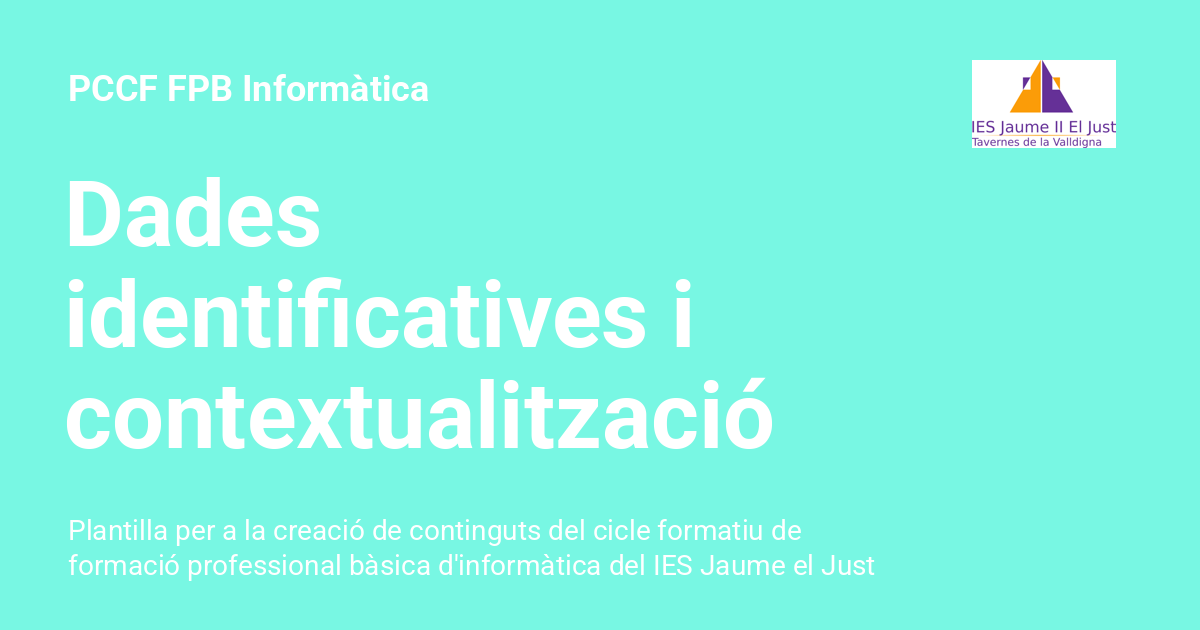 PCCF FPB Informàtica
IES Jaume II El Just
Tavernes de la Valldigna
Dades
identificatives i
contextualització
Plantilla per a la creació de continguts del cicle formatiu de
formació professional bàsica d'informàtica del IES Jaume el Just